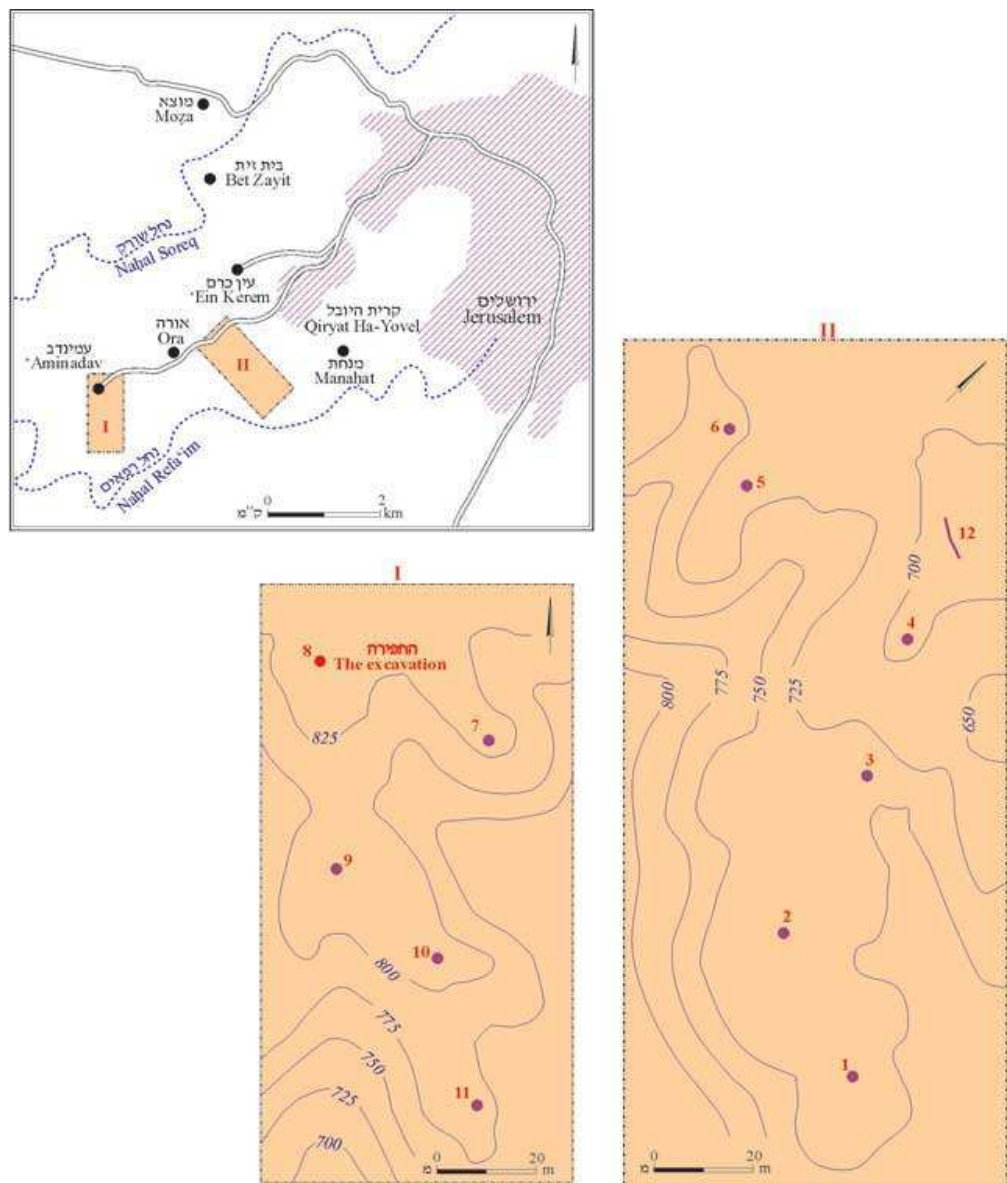 מוצא
Moẓa
בית זית
Bet Zayit
נחל שורק
Naḥal Soreq
עין כרם
'Ein Kerem
אורה
Ora
עמינדב
'Aminadav
קרית היובל
Qiryat Ha-Yovel
מנחת
Manaḥat
ירושלים
Jerusalem
I
II
נחל רפאים
Naḥal Refa'im
0 2
ק"מ km
I
8
החפירה
The excavation
7
825
9
10
800
775
750
725
700
11
0 20
מ m
II
6
5
12
700
4
800
775
750
725
650
3
2
1
0 20
מ m